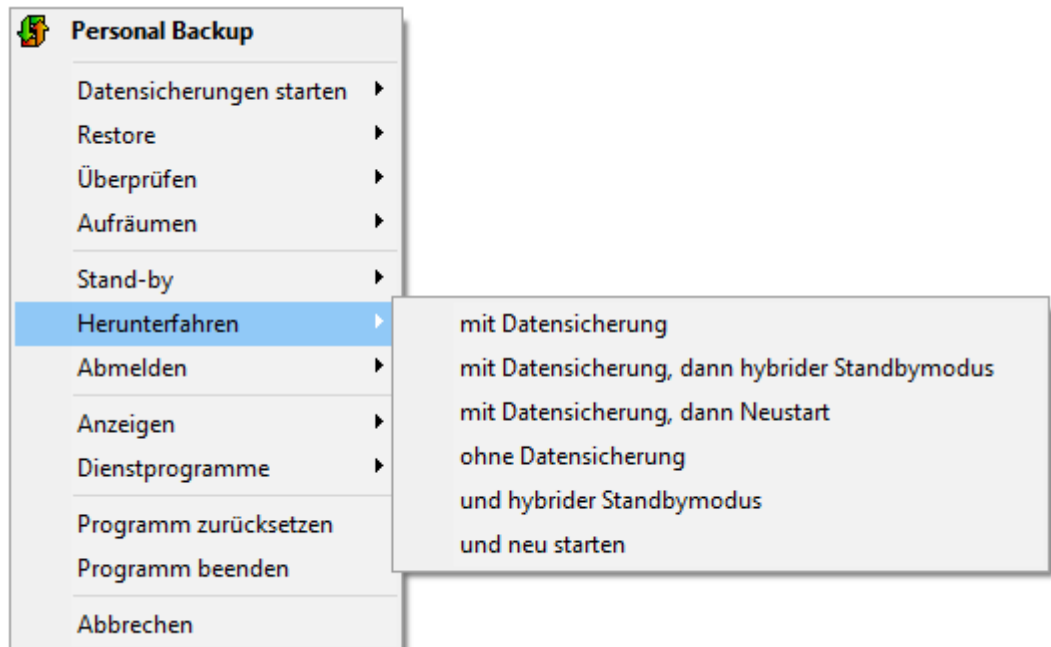 Personal Backup
Datensicherungen starten
Restore
Überprüfen
Aufräumen
Stand-by
Herunterfahren
Abmelden
Anzeigen
Dienstprogramme
Programm zurücksetzen
Programm beenden
Abbrechen
mit Datensicherung
mit Datensicherung, dann hybrider Standbymodus
mit Datensicherung, dann Neustart
ohne Datensicherung
und hybrider Standbymodus
und neu starten